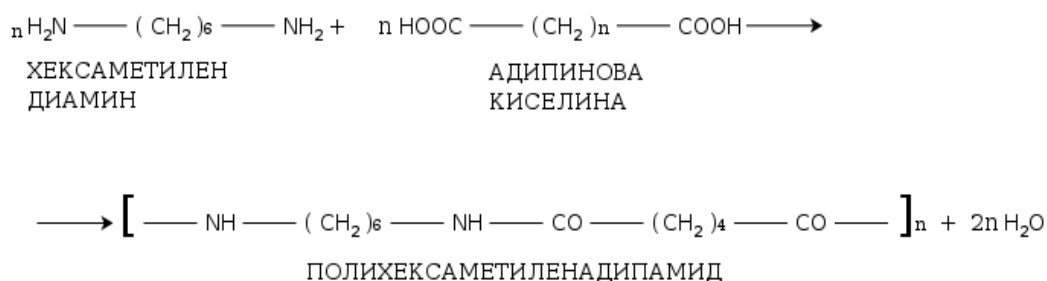 n H₂N —— ( CH₂ )₆ —— NH₂ + n HOOC —— (CH₂ )n —— COOH ——→
ХЕКСАМЕТИЛЕН АДИПИНОВА
ДИАМИН КИСЕЛИНА
——→ [ —— NH —— ( CH₂ )₆ —— NH —— CO —— (CH₂ )₄ —— CO —— ]n + 2n H₂O
ПОЛИХЕКСАМЕТИЛЕНАДИПАМИД